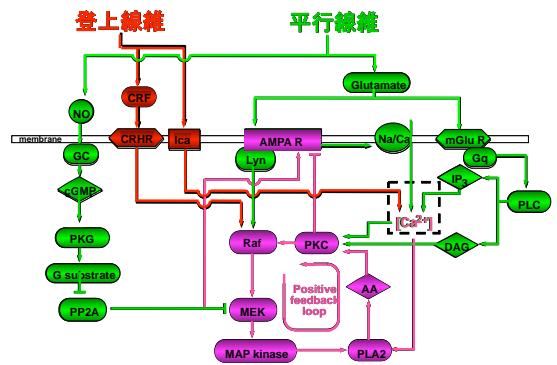 登上線維
平行線維
Glutamate
CRF
NO
membrane
CRHR
Ica
AMPA R
Na/Ca
mGlu R
GC
Lyn
Gq
cGMP
IP3
PLC
[Ca2+]
PKG
Raf
PKC
DAG
G substrate
AA
Positive
feedback
loop
PP2A
MEK
MAP kinase
PLA2